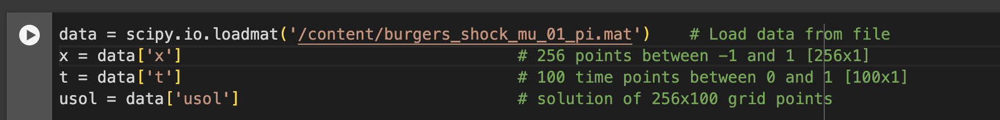 data = scipy.io.loadmat('/content/burgers_shock_mu_01_pi.mat')    # Load data from file
x = data['x']                                   # 256 points between -1 and 1 [256x1]
t = data['t']                                   # 100 time points between 0 and 1 [100x1]
usol = data['usol']                             # solution of 256x100 grid points